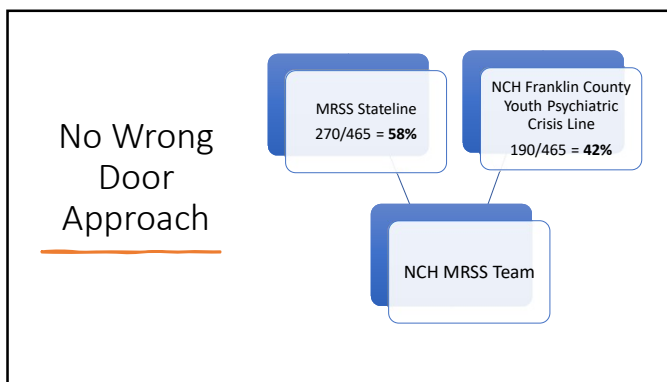 No Wrong
Door
Approach
MRSS Stateline
270/465 = 58%
NCH Franklin County
Youth Psychiatric
Crisis Line
190/465 = 42%
NCH MRSS Team